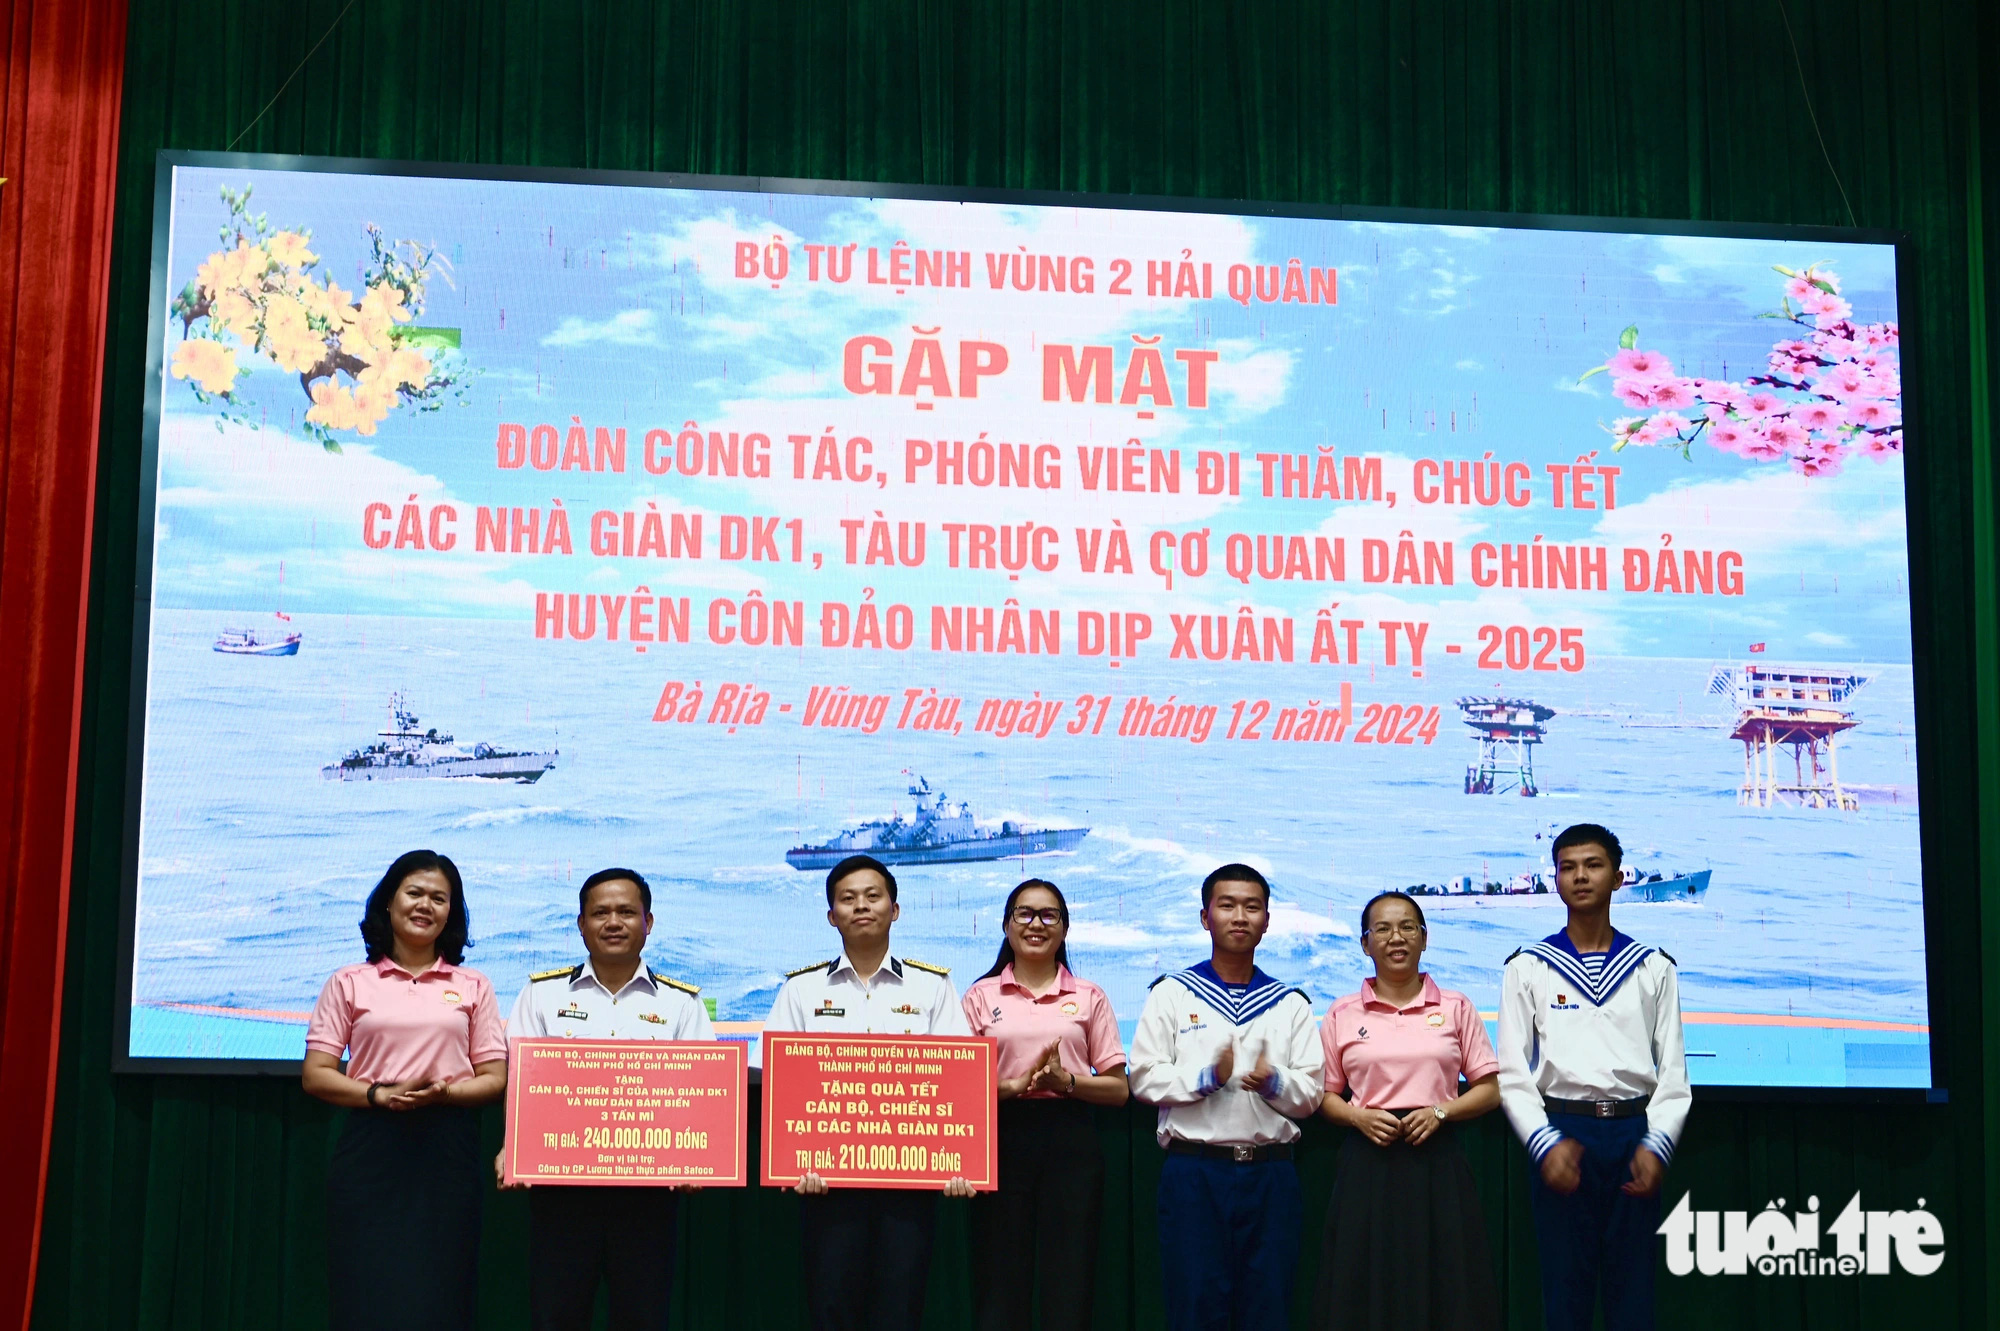 BỘ TƯ LỆNH VÙNG 2 HẢI QUÂN
GẶP MẶT
ĐOÀN CÔNG TÁC, PHÓNG VIÊN ĐI THĂM, CHÚC TẾT
CÁC NHÀ GIÀN DK1, TÀU TRỰC VÀ CƠ QUAN DÂN CHÍNH ĐẢNG
HUYỆN CÔN ĐẢO NHÂN DỊP XUÂN ẤT TỴ - 2025
Bà Rịa - Vũng Tàu, ngày 31 tháng 12 năm 2024
ĐẢNG BỘ, CHÍNH QUYỀN VÀ NHÂN DÂN
THÀNH PHỐ HỒ CHÍ MINH
TẶNG
CÁN BỘ, CHIẾN SĨ CỦA NHÀ GIÀN DK1
VÀ NGƯ DÂN BÁM BIỂN
3 TẤN MÌ
TRỊ GIÁ: 240.000.000 ĐỒNG
Đơn vị tài trợ:
Công ty CP Lương thực thực phẩm Safoco
ĐẢNG BỘ, CHÍNH QUYỀN VÀ NHÂN DÂN
THÀNH PHỐ HỒ CHÍ MINH
TẶNG QUÀ TẾT
CÁN BỘ, CHIẾN SĨ
TẠI CÁC NHÀ GIÀN DK1
TRỊ GIÁ: 210.000.000 ĐỒNG
tuổi trẻ
online